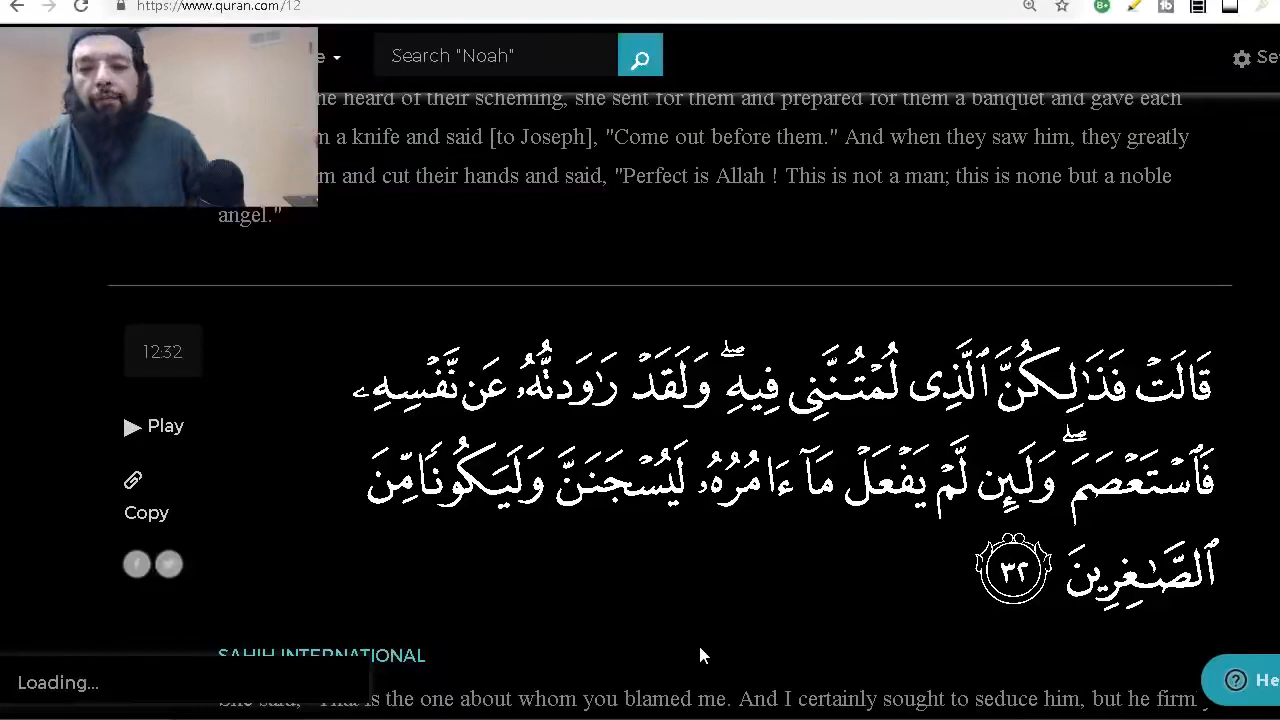 https://www.quran.com/12
Search "Noah"
heard of their scheming, she sent for them and prepared for them a banquet and gave each
a knife and said [to Joseph], "Come out before them." And when they saw him, they greatly
and cut their hands and said, "Perfect is Allah ! This is not a man; this is none but a noble
angel."
12:32
قَالَتْ فَذَٰلِكُنَّ ٱلَّذِى لُمْتُنَّنِى فِيهِ ۖ وَلَقَدْ رَٰوَدتُّهُۥ عَن نَّفْسِهِۦ
فَٱسْتَعْصَمَ ۖ وَلَئِن لَّمْ يَفْعَلْ مَآ ءَامُرُهُۥ لَيُسْجَنَنَّ وَلَيَكُونًا مِّنَ
ٱلصَّٰغِرِينَ ٣٢
Play
Copy
SAHIH INTERNATIONAL
Loading...
is the one about whom you blamed me. And I certainly sought to seduce him, but he